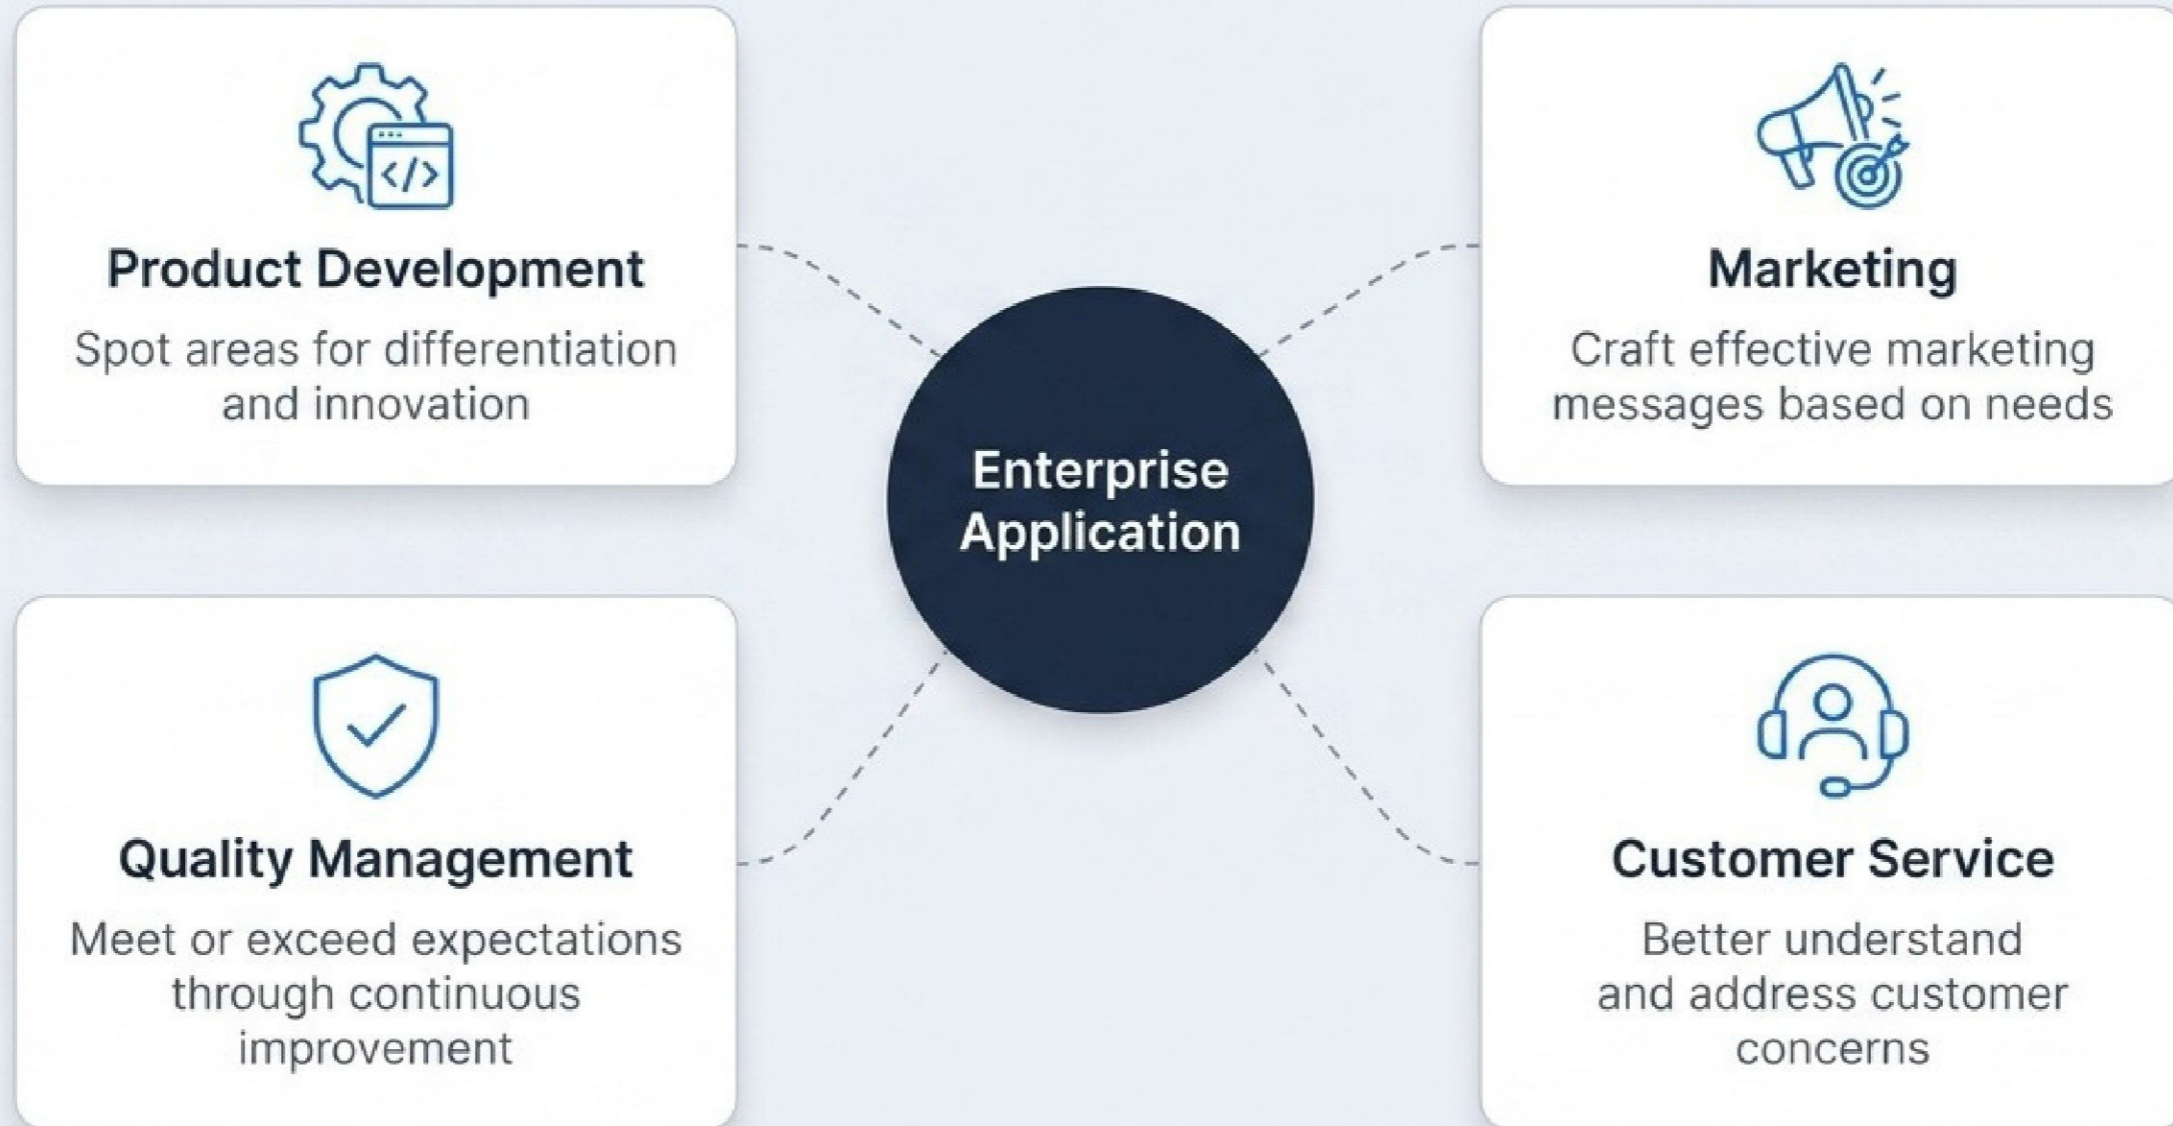 </>
Product Development
Spot areas for differentiation
and innovation
Marketing
Craft effective marketing
messages based on needs
Enterprise
Application
Quality Management
Meet or exceed expectations
through continuous
improvement
Customer Service
Better understand
and address customer
concerns